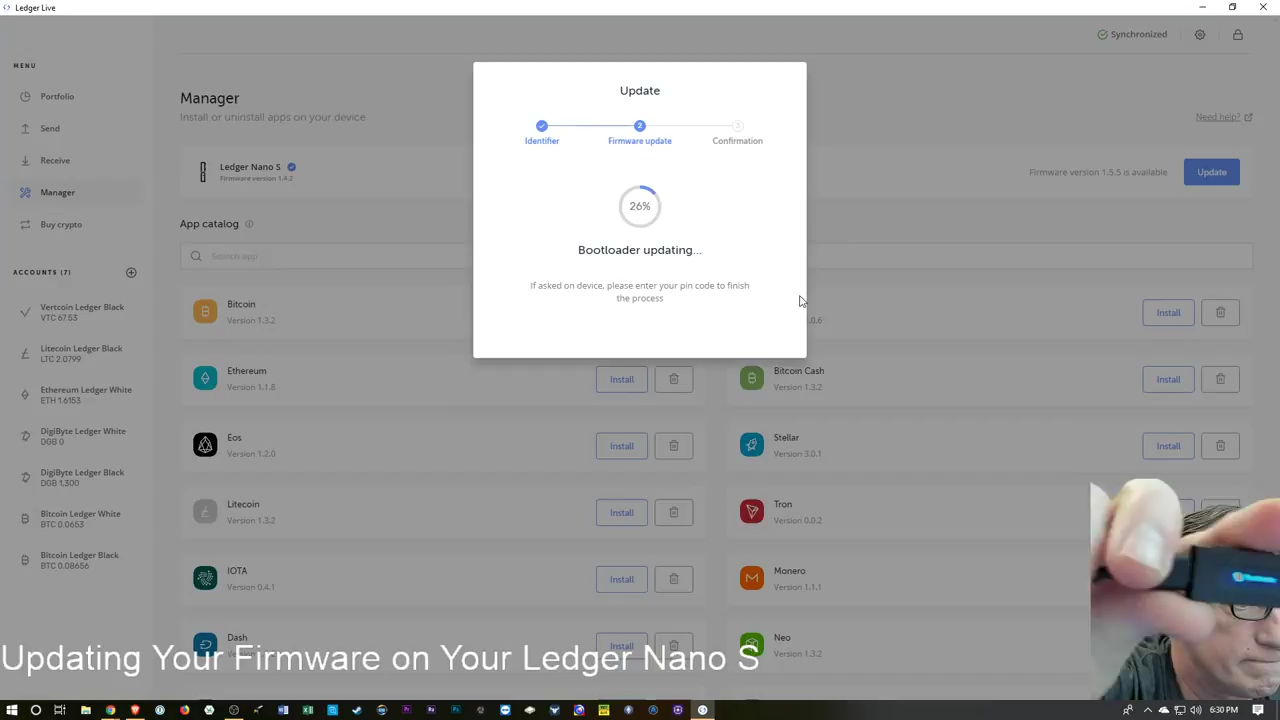 Ledger Live
Synchronized
MENU
Portfolio
Send
Receive
Manager
Buy crypto
ACCOUNTS (7)
Vertcoin Ledger Black
VTC 67.53
Litecoin Ledger Black
LTC 2.0799
Ethereum Ledger White
ETH 1.6153
DigiByte Ledger White
DGB 0
DigiByte Ledger Black
DGB 1,300
Bitcoin Ledger White
BTC 0.0653
Bitcoin Ledger Black
BTC 0.08656
Manager
Install or uninstall apps on your device
Need help?
Ledger Nano S
Firmware version 1.4.2
Firmware version 1.5.5 is available
Update
App catalog
Search app
Update
Identifier
2
Firmware update
3
Confirmation
26%
Bootloader updating...
If asked on device, please enter your pin code to finish
the process
Bitcoin
Version 1.3.2
.0.6
Install
Ethereum
Version 1.1.8
Install
Bitcoin Cash
Version 1.3.2
Install
Eos
Version 1.2.0
Install
Stellar
Version 3.0.1
Install
Litecoin
Version 1.3.2
Install
Tron
Version 0.0.2
IOTA
Version 0.4.1
Install
Monero
Version 1.1.1
Dash
Install
Neo
Version 1.3.2
Updating Your Firmware on Your Ledger Nano S
6:30 PM